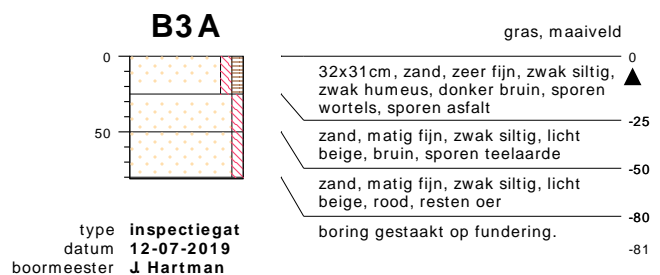 B3A
gras, maaiveld
0
0
32x31cm, zand, zeer fijn, zwak siltig,
zwak humeus, donker bruin, sporen
wortels, sporen asfalt
-25
50
zand, matig fijn, zwak siltig, licht
beige, bruin, sporen teelaarde
-50
zand, matig fijn, zwak siltig, licht
beige, rood, resten oer
-80
boring gestaakt op fundering.
-81
type inspectiegat
datum 12-07-2019
boormeester J. Hartman